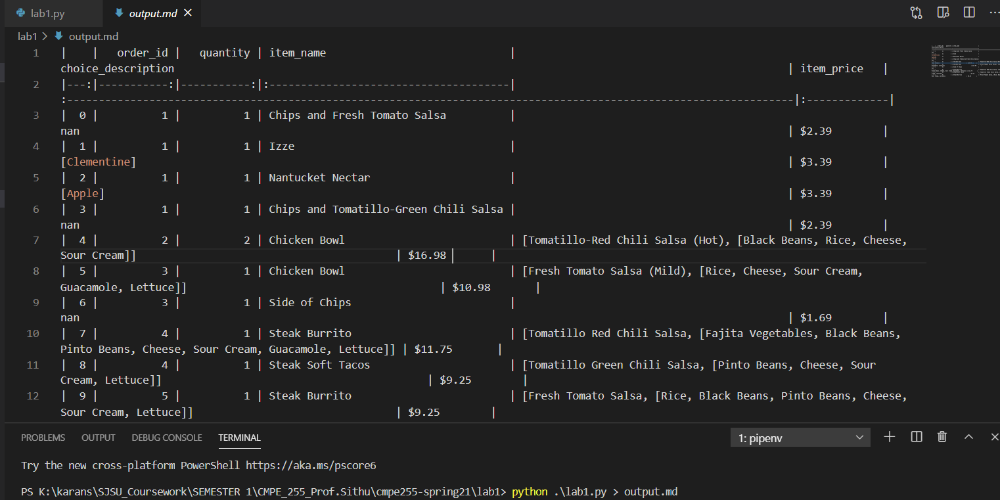 lab1.py output.md
lab1 > output.md
1 | | order_id | quantity | item_name |
choice_description | item_price |
2 |---:|-----------:|-----------:|:--------------------------------------|
:-------------------------------------------------------------------------------------------------------------------|:-------------|
3 | 0 | 1 | 1 | Chips and Fresh Tomato Salsa |
nan | $2.39 |
4 | 1 | 1 | 1 | Izze |
[Clementine] | $3.39 |
5 | 2 | 1 | 1 | Nantucket Nectar |
[Apple] | $3.39 |
6 | 3 | 1 | 1 | Chips and Tomatillo-Green Chili Salsa |
nan | $2.39 |
7 | 4 | 2 | 2 | Chicken Bowl | [Tomatillo-Red Chili Salsa (Hot), [Black Beans, Rice, Cheese,
Sour Cream]] | $16.98 |
8 | 5 | 3 | 1 | Chicken Bowl | [Fresh Tomato Salsa (Mild), [Rice, Cheese, Sour Cream,
Guacamole, Lettuce]] | $10.98 |
9 | 6 | 3 | 1 | Side of Chips |
nan | $1.69 |
10 | 7 | 4 | 1 | Steak Burrito | [Tomatillo Red Chili Salsa, [Fajita Vegetables, Black Beans,
Pinto Beans, Cheese, Sour Cream, Guacamole, Lettuce]] | $11.75 |
11 | 8 | 4 | 1 | Steak Soft Tacos | [Tomatillo Green Chili Salsa, [Pinto Beans, Cheese, Sour
Cream, Lettuce]] | $9.25 |
12 | 9 | 5 | 1 | Steak Burrito | [Fresh Tomato Salsa, [Rice, Black Beans, Pinto Beans, Cheese,
Sour Cream, Lettuce]] | $9.25 |
PROBLEMS OUTPUT DEBUG CONSOLE TERMINAL 1: pipenv
Try the new cross-platform PowerShell https://aka.ms/pscore6
PS K:\karans\SJSU_Coursework\SEMESTER 1\CMPE_255_Prof.Sithu\cmpe255-spring21\lab1> python .\lab1.py > output.md